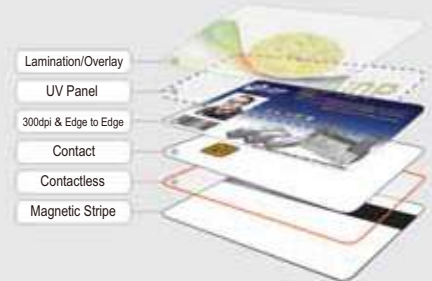 Lamination/Overlay
UV Panel
300dpi & Edge to Edge
Contact
Contactless
Magnetic Stripe